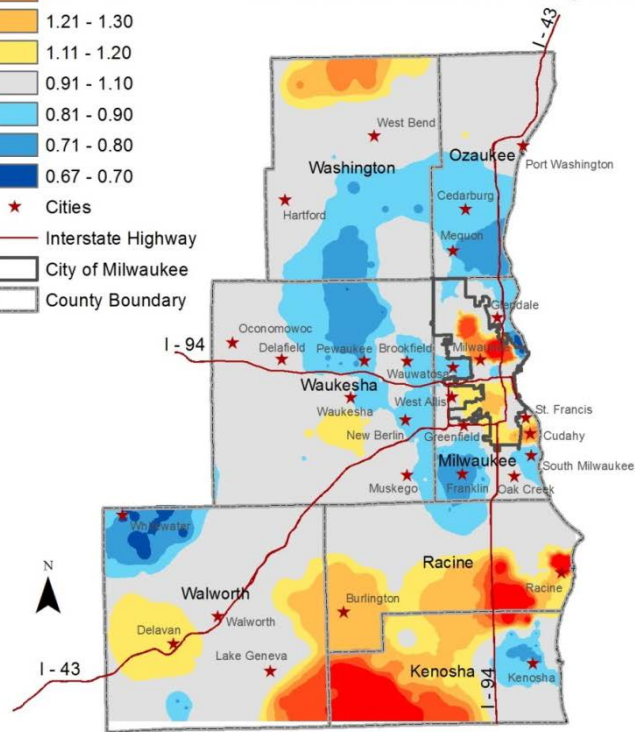 1.21 - 1.30
1.11 - 1.20
0.91 - 1.10
0.81 - 0.90
0.71 - 0.80
0.67 - 0.70
Cities
Interstate Highway
City of Milwaukee
County Boundary
I - 43
West Bend
Washington
Ozaukee
Port Washington
Hartford
Cedarburg
Mequon
Glendale
Oconomowoc
I - 94
Delafield
Pewaukee
Brookfield
Milwaukee
Wauwatosa
Waukesha
Waukesha
West Allis
St. Francis
New Berlin
Greenfield
Cudahy
Milwaukee
South Milwaukee
Muskego
Franklin
Oak Creek
Whitewater
N
Racine
Racine
Walworth
Walworth
Burlington
Delavan
Lake Geneva
Kenosha
Kenosha
I - 43
I - 94